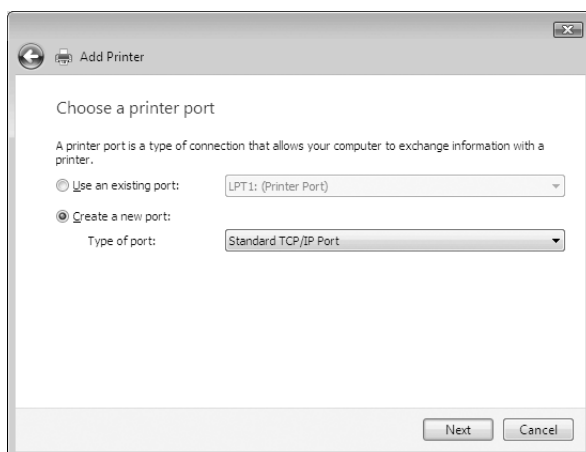 Add Printer
Choose a printer port
A printer port is a type of connection that allows your computer to exchange information with a
printer.
Use an existing port: LPT1: (Printer Port)
Create a new port:
Type of port: Standard TCP/IP Port
Next Cancel